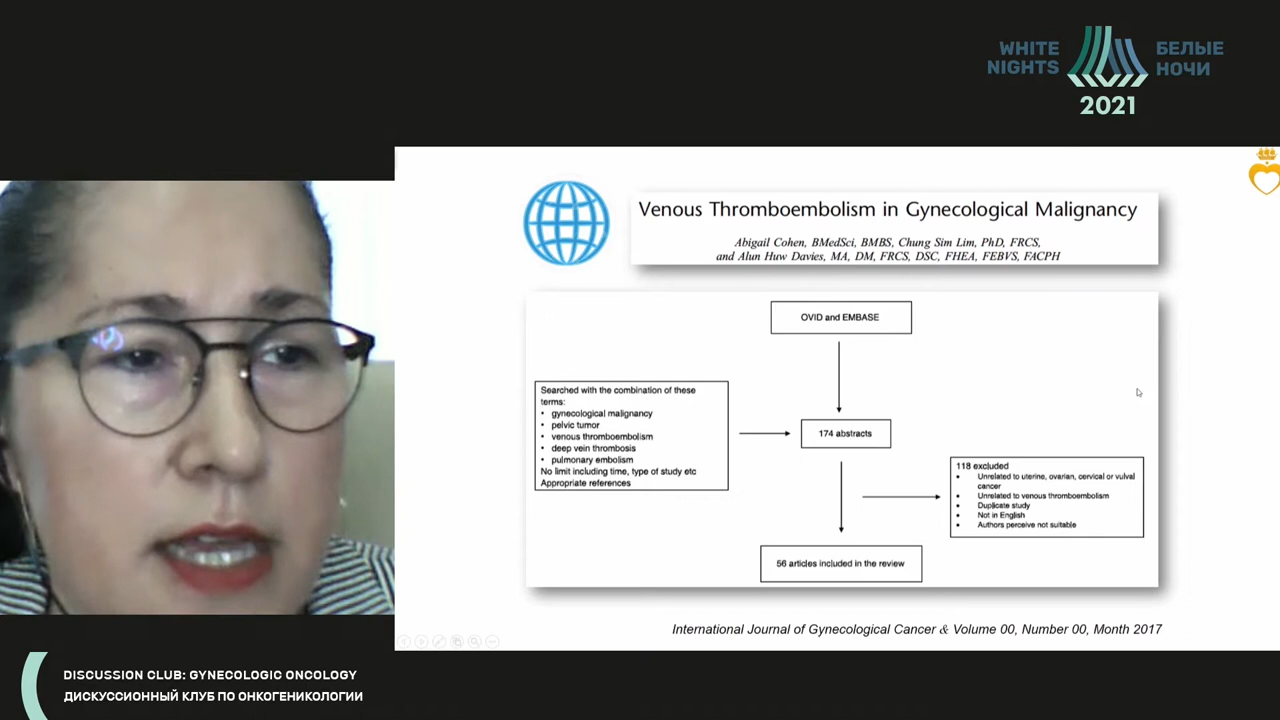 WHITE
NIGHTS
БЕЛЫЕ
НОЧИ
2021
Venous Thromboembolism in Gynecological Malignancy
Abigail Cohen, BMedSci, BMBS, Chung Sim Lim, PhD, FRCS,
and Alun Huw Davies, MA, DM, FRCS, DSC, FHEA, FEBVS, FACPH
OVID and EMBASE
Searched with the combination of these
terms:
• gynecological malignancy
• pelvic tumor
• venous thromboembolism
• deep vein thrombosis
• pulmonary embolism
No limit including time, type of study etc
Appropriate references
174 abstracts
118 excluded
• Unrelated to uterine, ovarian, cervical or vulval
cancer
• Unrelated to venous thromboembolism
• Duplicate study
• Not in English
• Authors perceive not suitable
56 articles included in the review
International Journal of Gynecological Cancer & Volume 00, Number 00, Month 2017
DISCUSSION CLUB: GYNECOLOGIC ONCOLOGY
ДИСКУССИОННЫЙ КЛУБ ПО ОНКОГЕНИКОЛОГИИ